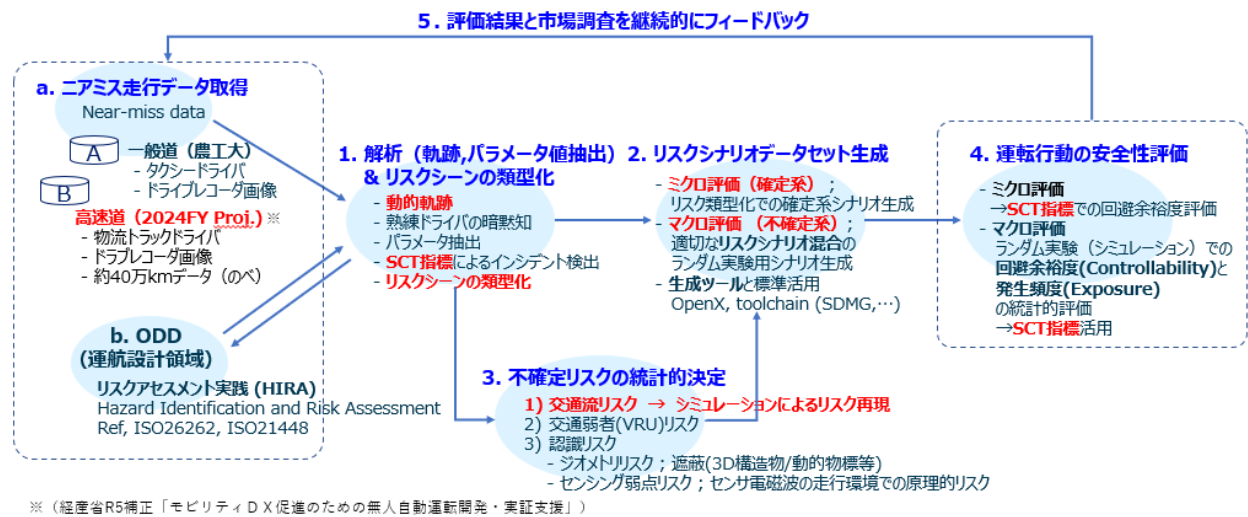 5. 評価結果と市場調査を継続的にフィードバック
a. ニアミス走行データ取得
Near-miss data
A
一般道（農工大）
- タクシードライバ
- ドライブレコーダ画像
B
高速道（2024FY Proj.）※
- 物流トラックドライバ
- ドラブレコーダ画像
- 約40万kmデータ（のべ）
b. ODD
(運航設計領域)
リスクアセスメント実践 (HIRA)
Hazard Identification and Risk Assessment
Ref, ISO26262, ISO21448
1. 解析（軌跡,パラメータ値抽出）
& リスクシーンの類型化
- 動的軌跡
- 熟練ドライバの暗黙知
- パラメータ抽出
- SCT指標によるインシデント検出
- リスクシーンの類型化
2. リスクシナリオデータセット生成
- ミクロ評価（確定系）；
リスク類型化での確定系シナリオ生成
- マクロ評価（不確定系）；
適切なリスクシナリオ混合の
ランダム実験用シナリオ生成
- 生成ツールと標準活用
OpenX, toolchain (SDMG,…)
3. 不確定リスクの統計的決定
1) 交通流リスク → シミュレーションによるリスク再現
2) 交通弱者(VRU)リスク
3) 認識リスク
- ジオメトリリスク；遮蔽(3D構造物/動的物標等)
- センシング弱点リスク；センサ電磁波の走行環境での原理的リスク
4. 運転行動の安全性評価
- ミクロ評価
→SCT指標での回避余裕度評価
- マクロ評価
ランダム実験（シミュレーション）での
回避余裕度(Controllability)と
発生頻度(Exposure)
の統計的評価
→SCT指標活用
※（経産省R5補正「モビリティＤＸ促進のための無人自動運転開発・実証支援」）